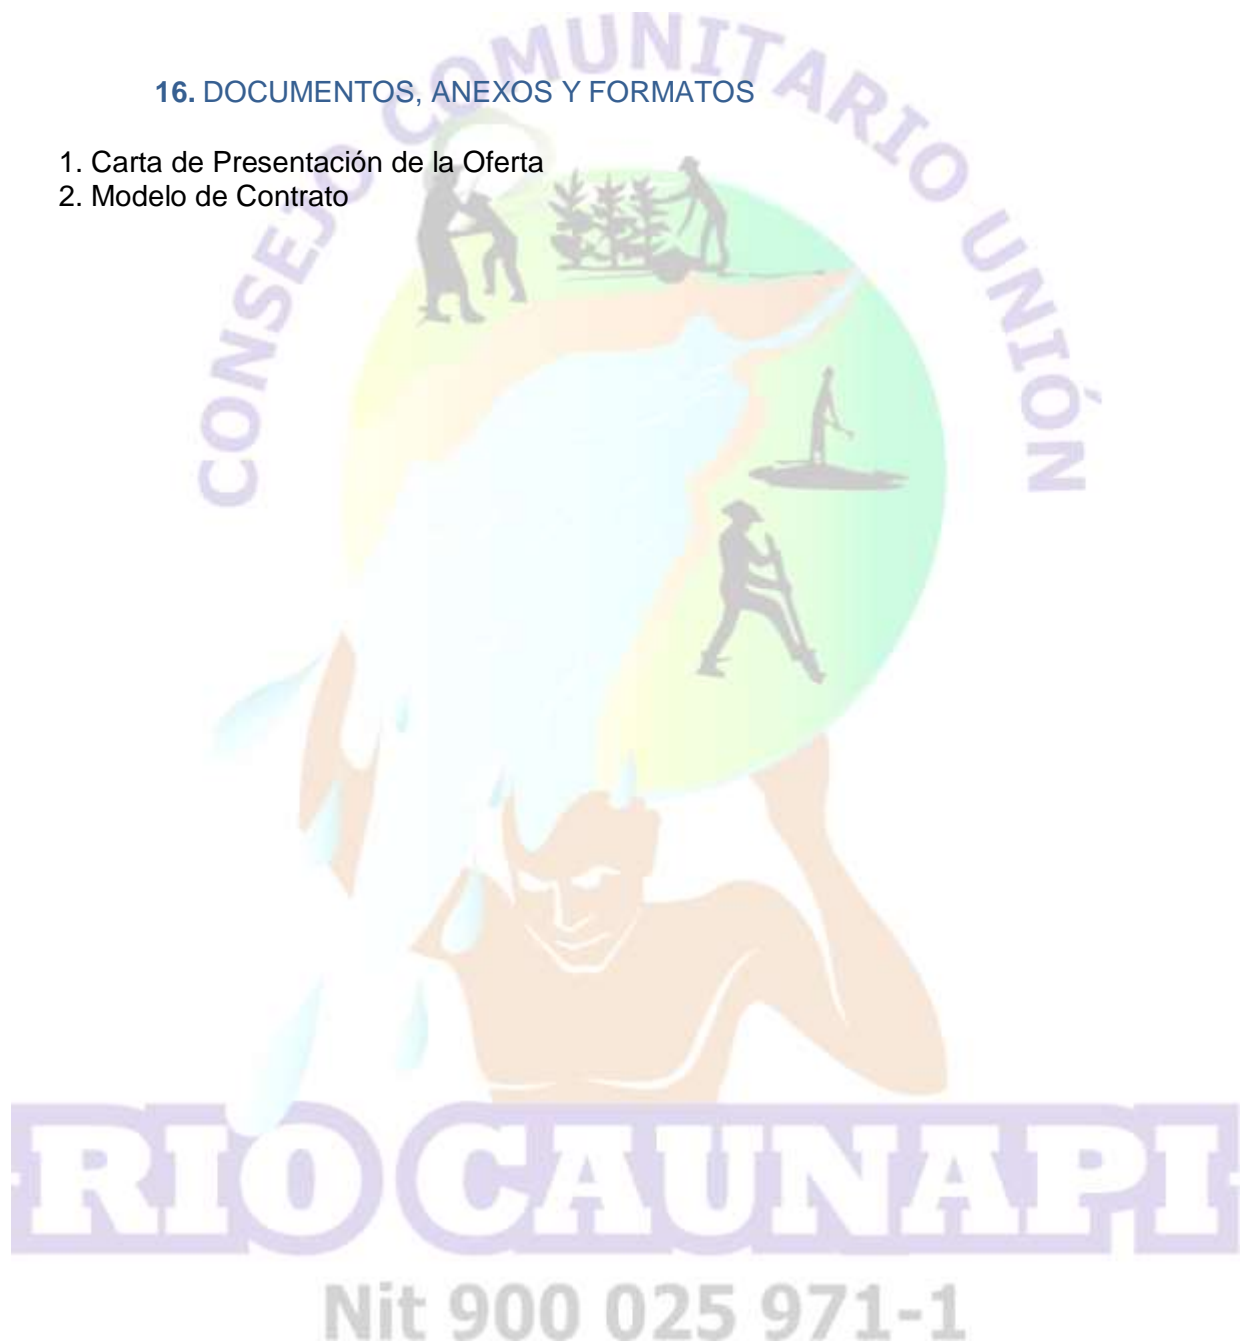 CONSEJO COMUNITARIO UNIÓN
16. DOCUMENTOS, ANEXOS Y FORMATOS
1. Carta de Presentación de la Oferta
2. Modelo de Contrato
RIO CAUNAPI
Nit 900 025 971-1